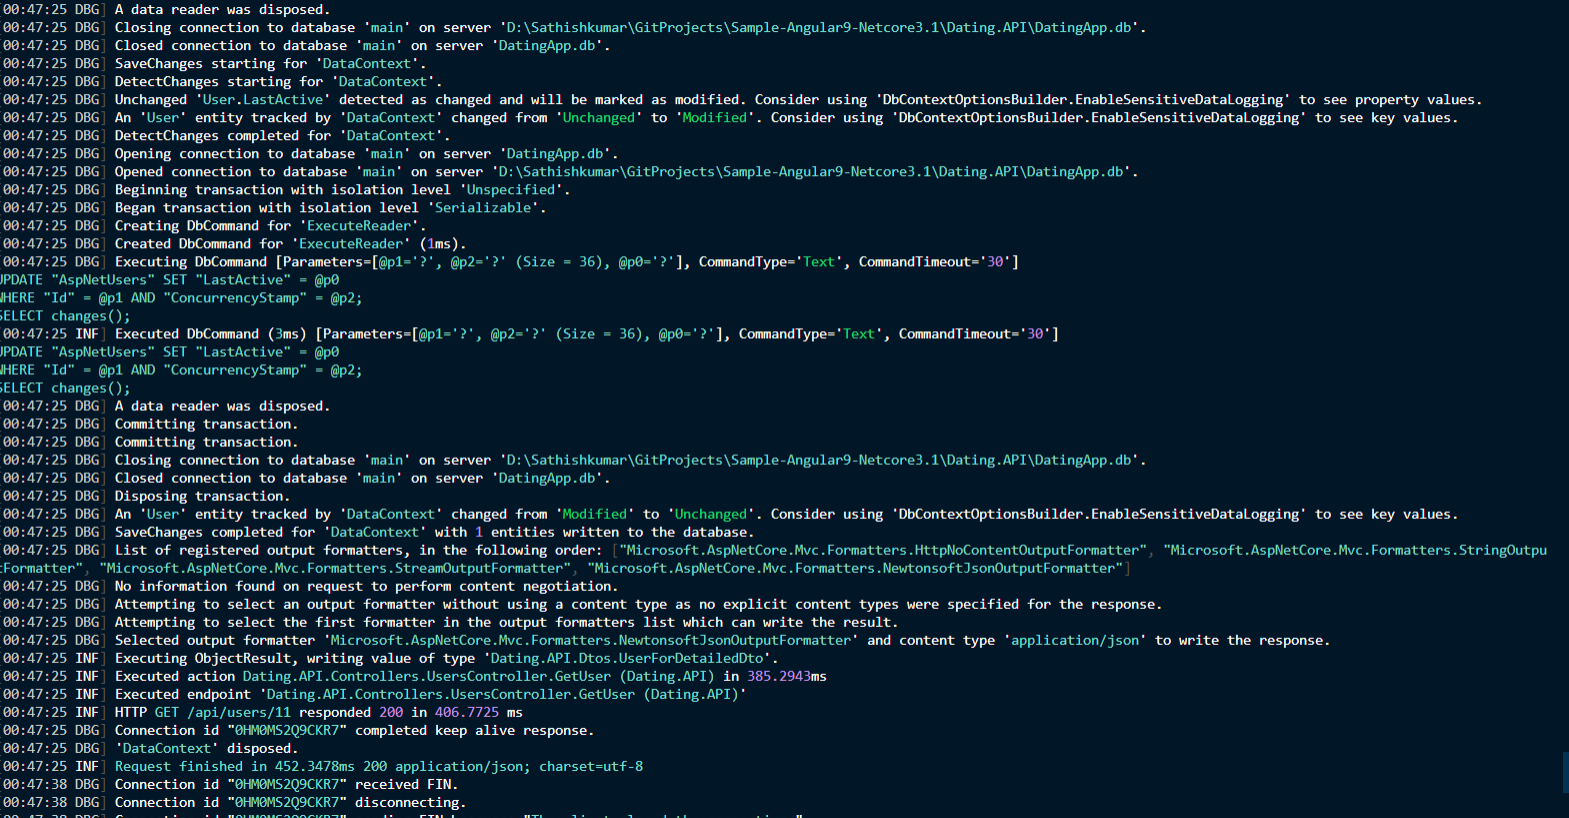 [00:47:25 DBG] A data reader was disposed.
[00:47:25 DBG] Closing connection to database 'main' on server 'D:\Sathishkumar\GitProjects\Sample-Angular9-Netcore3.1\Dating.API\DatingApp.db'.
[00:47:25 DBG] Closed connection to database 'main' on server 'DatingApp.db'.
[00:47:25 DBG] SaveChanges starting for 'DataContext'.
[00:47:25 DBG] DetectChanges starting for 'DataContext'.
[00:47:25 DBG] Unchanged 'User.LastActive' detected as changed and will be marked as modified. Consider using 'DbContextOptionsBuilder.EnableSensitiveDataLogging' to see property values.
[00:47:25 DBG] An 'User' entity tracked by 'DataContext' changed from 'Unchanged' to 'Modified'. Consider using 'DbContextOptionsBuilder.EnableSensitiveDataLogging' to see key values.
[00:47:25 DBG] DetectChanges completed for 'DataContext'.
[00:47:25 DBG] Opening connection to database 'main' on server 'DatingApp.db'.
[00:47:25 DBG] Opened connection to database 'main' on server 'D:\Sathishkumar\GitProjects\Sample-Angular9-Netcore3.1\Dating.API\DatingApp.db'.
[00:47:25 DBG] Beginning transaction with isolation level 'Unspecified'.
[00:47:25 DBG] Began transaction with isolation level 'Serializable'.
[00:47:25 DBG] Creating DbCommand for 'ExecuteReader'.
[00:47:25 DBG] Created DbCommand for 'ExecuteReader' (1ms).
[00:47:25 DBG] Executing DbCommand [Parameters=[@p1='?', @p2='?' (Size = 36), @p0='?'], CommandType='Text', CommandTimeout='30']
UPDATE "AspNetUsers" SET "LastActive" = @p0
WHERE "Id" = @p1 AND "ConcurrencyStamp" = @p2;
SELECT changes();
[00:47:25 INF] Executed DbCommand (3ms) [Parameters=[@p1='?', @p2='?' (Size = 36), @p0='?'], CommandType='Text', CommandTimeout='30']
UPDATE "AspNetUsers" SET "LastActive" = @p0
WHERE "Id" = @p1 AND "ConcurrencyStamp" = @p2;
SELECT changes();
[00:47:25 DBG] A data reader was disposed.
[00:47:25 DBG] Committing transaction.
[00:47:25 DBG] Committing transaction.
[00:47:25 DBG] Closing connection to database 'main' on server 'D:\Sathishkumar\GitProjects\Sample-Angular9-Netcore3.1\Dating.API\DatingApp.db'.
[00:47:25 DBG] Closed connection to database 'main' on server 'DatingApp.db'.
[00:47:25 DBG] Disposing transaction.
[00:47:25 DBG] An 'User' entity tracked by 'DataContext' changed from 'Modified' to 'Unchanged'. Consider using 'DbContextOptionsBuilder.EnableSensitiveDataLogging' to see key values.
[00:47:25 DBG] SaveChanges completed for 'DataContext' with 1 entities written to the database.
[00:47:25 DBG] List of registered output formatters, in the following order: ["Microsoft.AspNetCore.Mvc.Formatters.HttpNoContentOutputFormatter", "Microsoft.AspNetCore.Mvc.Formatters.StringOutpu
tFormatter", "Microsoft.AspNetCore.Mvc.Formatters.StreamOutputFormatter", "Microsoft.AspNetCore.Mvc.Formatters.NewtonsoftJsonOutputFormatter"]
[00:47:25 DBG] No information found on request to perform content negotiation.
[00:47:25 DBG] Attempting to select an output formatter without using a content type as no explicit content types were specified for the response.
[00:47:25 DBG] Attempting to select the first formatter in the output formatters list which can write the result.
[00:47:25 DBG] Selected output formatter 'Microsoft.AspNetCore.Mvc.Formatters.NewtonsoftJsonOutputFormatter' and content type 'application/json' to write the response.
[00:47:25 INF] Executing ObjectResult, writing value of type 'Dating.API.Dtos.UserForDetailedDto'.
[00:47:25 INF] Executed action Dating.API.Controllers.UsersController.GetUser (Dating.API) in 385.2943ms
[00:47:25 INF] Executed endpoint 'Dating.API.Controllers.UsersController.GetUser (Dating.API)'
[00:47:25 INF] HTTP GET /api/users/11 responded 200 in 406.7725 ms
[00:47:25 DBG] Connection id "0HM0MS2Q9CKR7" completed keep alive response.
[00:47:25 DBG] 'DataContext' disposed.
[00:47:25 INF] Request finished in 452.3478ms 200 application/json; charset=utf-8
[00:47:38 DBG] Connection id "0HM0MS2Q9CKR7" received FIN.
[00:47:38 DBG] Connection id "0HM0MS2Q9CKR7" disconnecting.